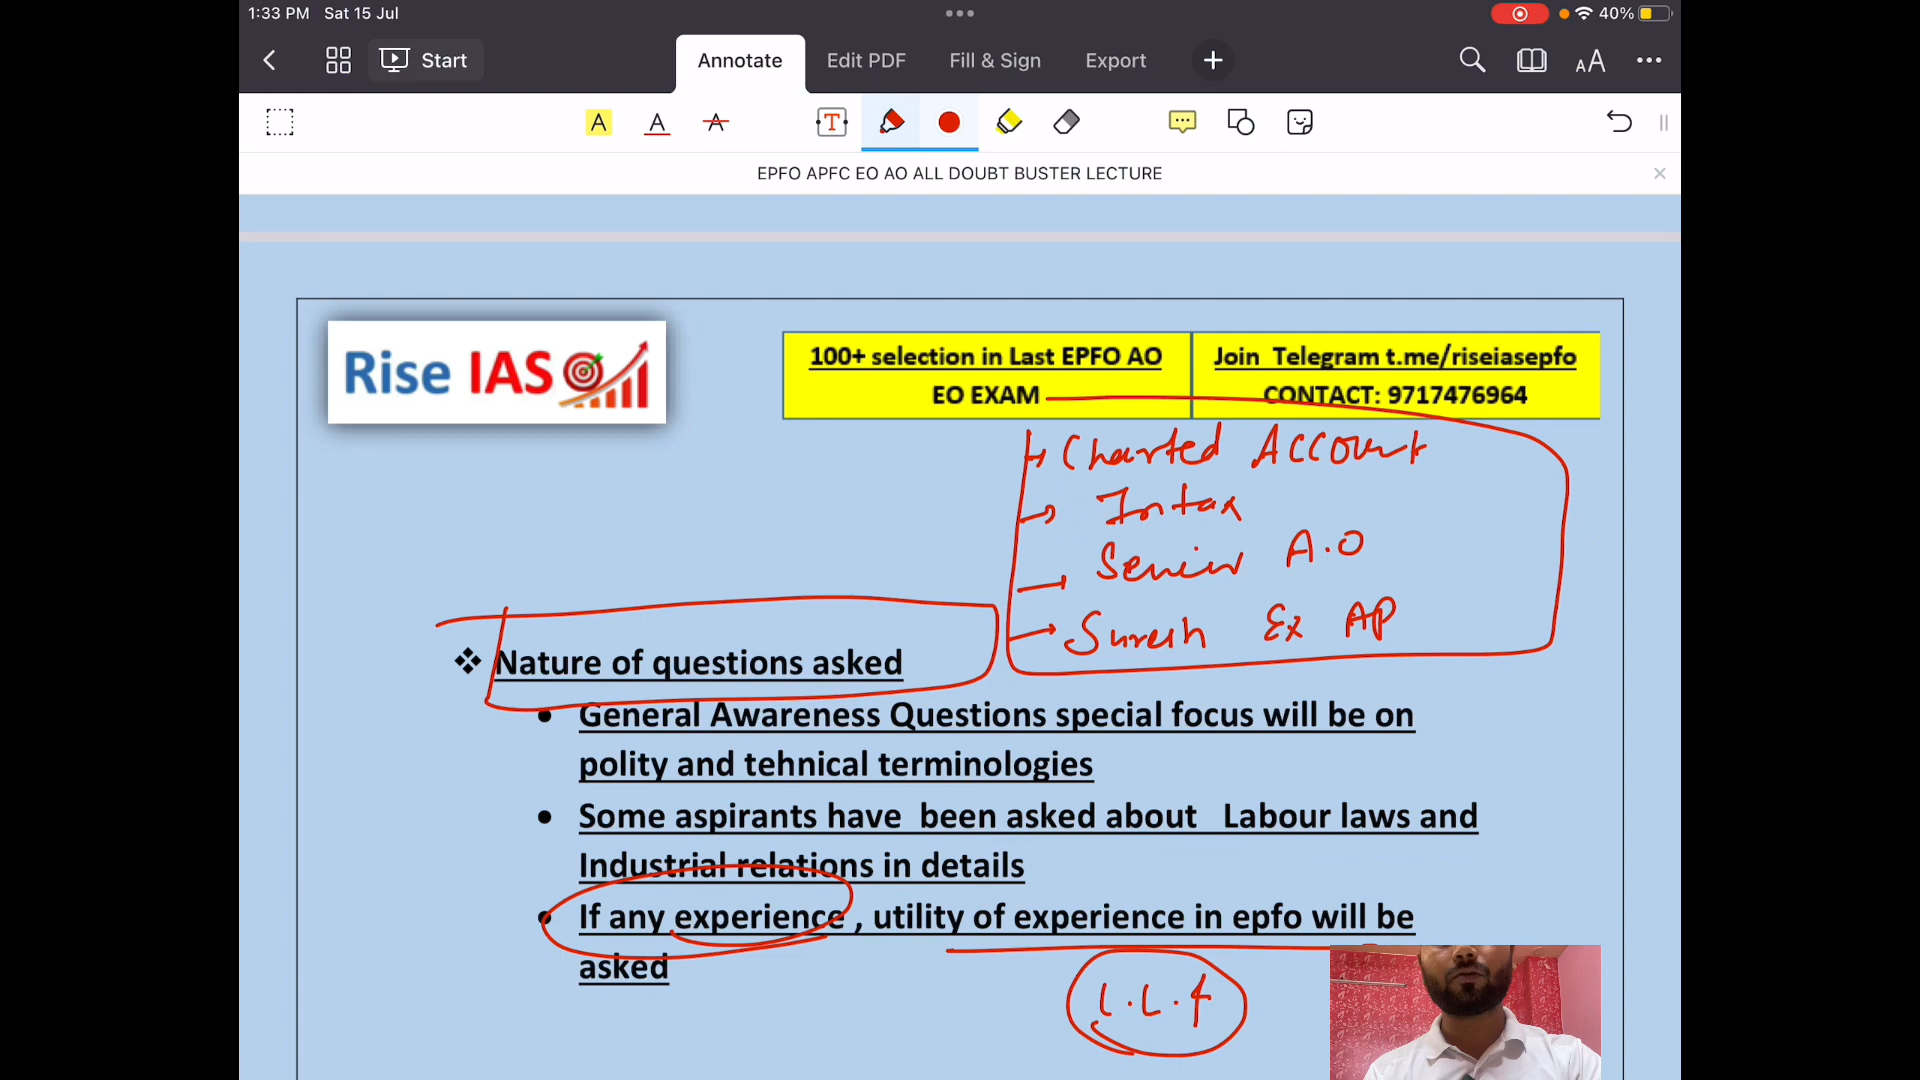 1:33 PM Sat 15 Jul
40%
Start
Annotate
Edit PDF
Fill & Sign
Export
EPFO APFC EO AO ALL DOUBT BUSTER LECTURE
Rise IAS
100+ selection in Last EPFO AO
EO EXAM
Join Telegram t.me/riseiasepfo
CONTACT: 9717476964
Charted Account
Intax
Senior A.O
Suresh Ex AP
Nature of questions asked
General Awareness Questions special focus will be on
polity and tehnical terminologies
Some aspirants have been asked about Labour laws and
Industrial relations in details
If any experience , utility of experience in epfo will be
asked